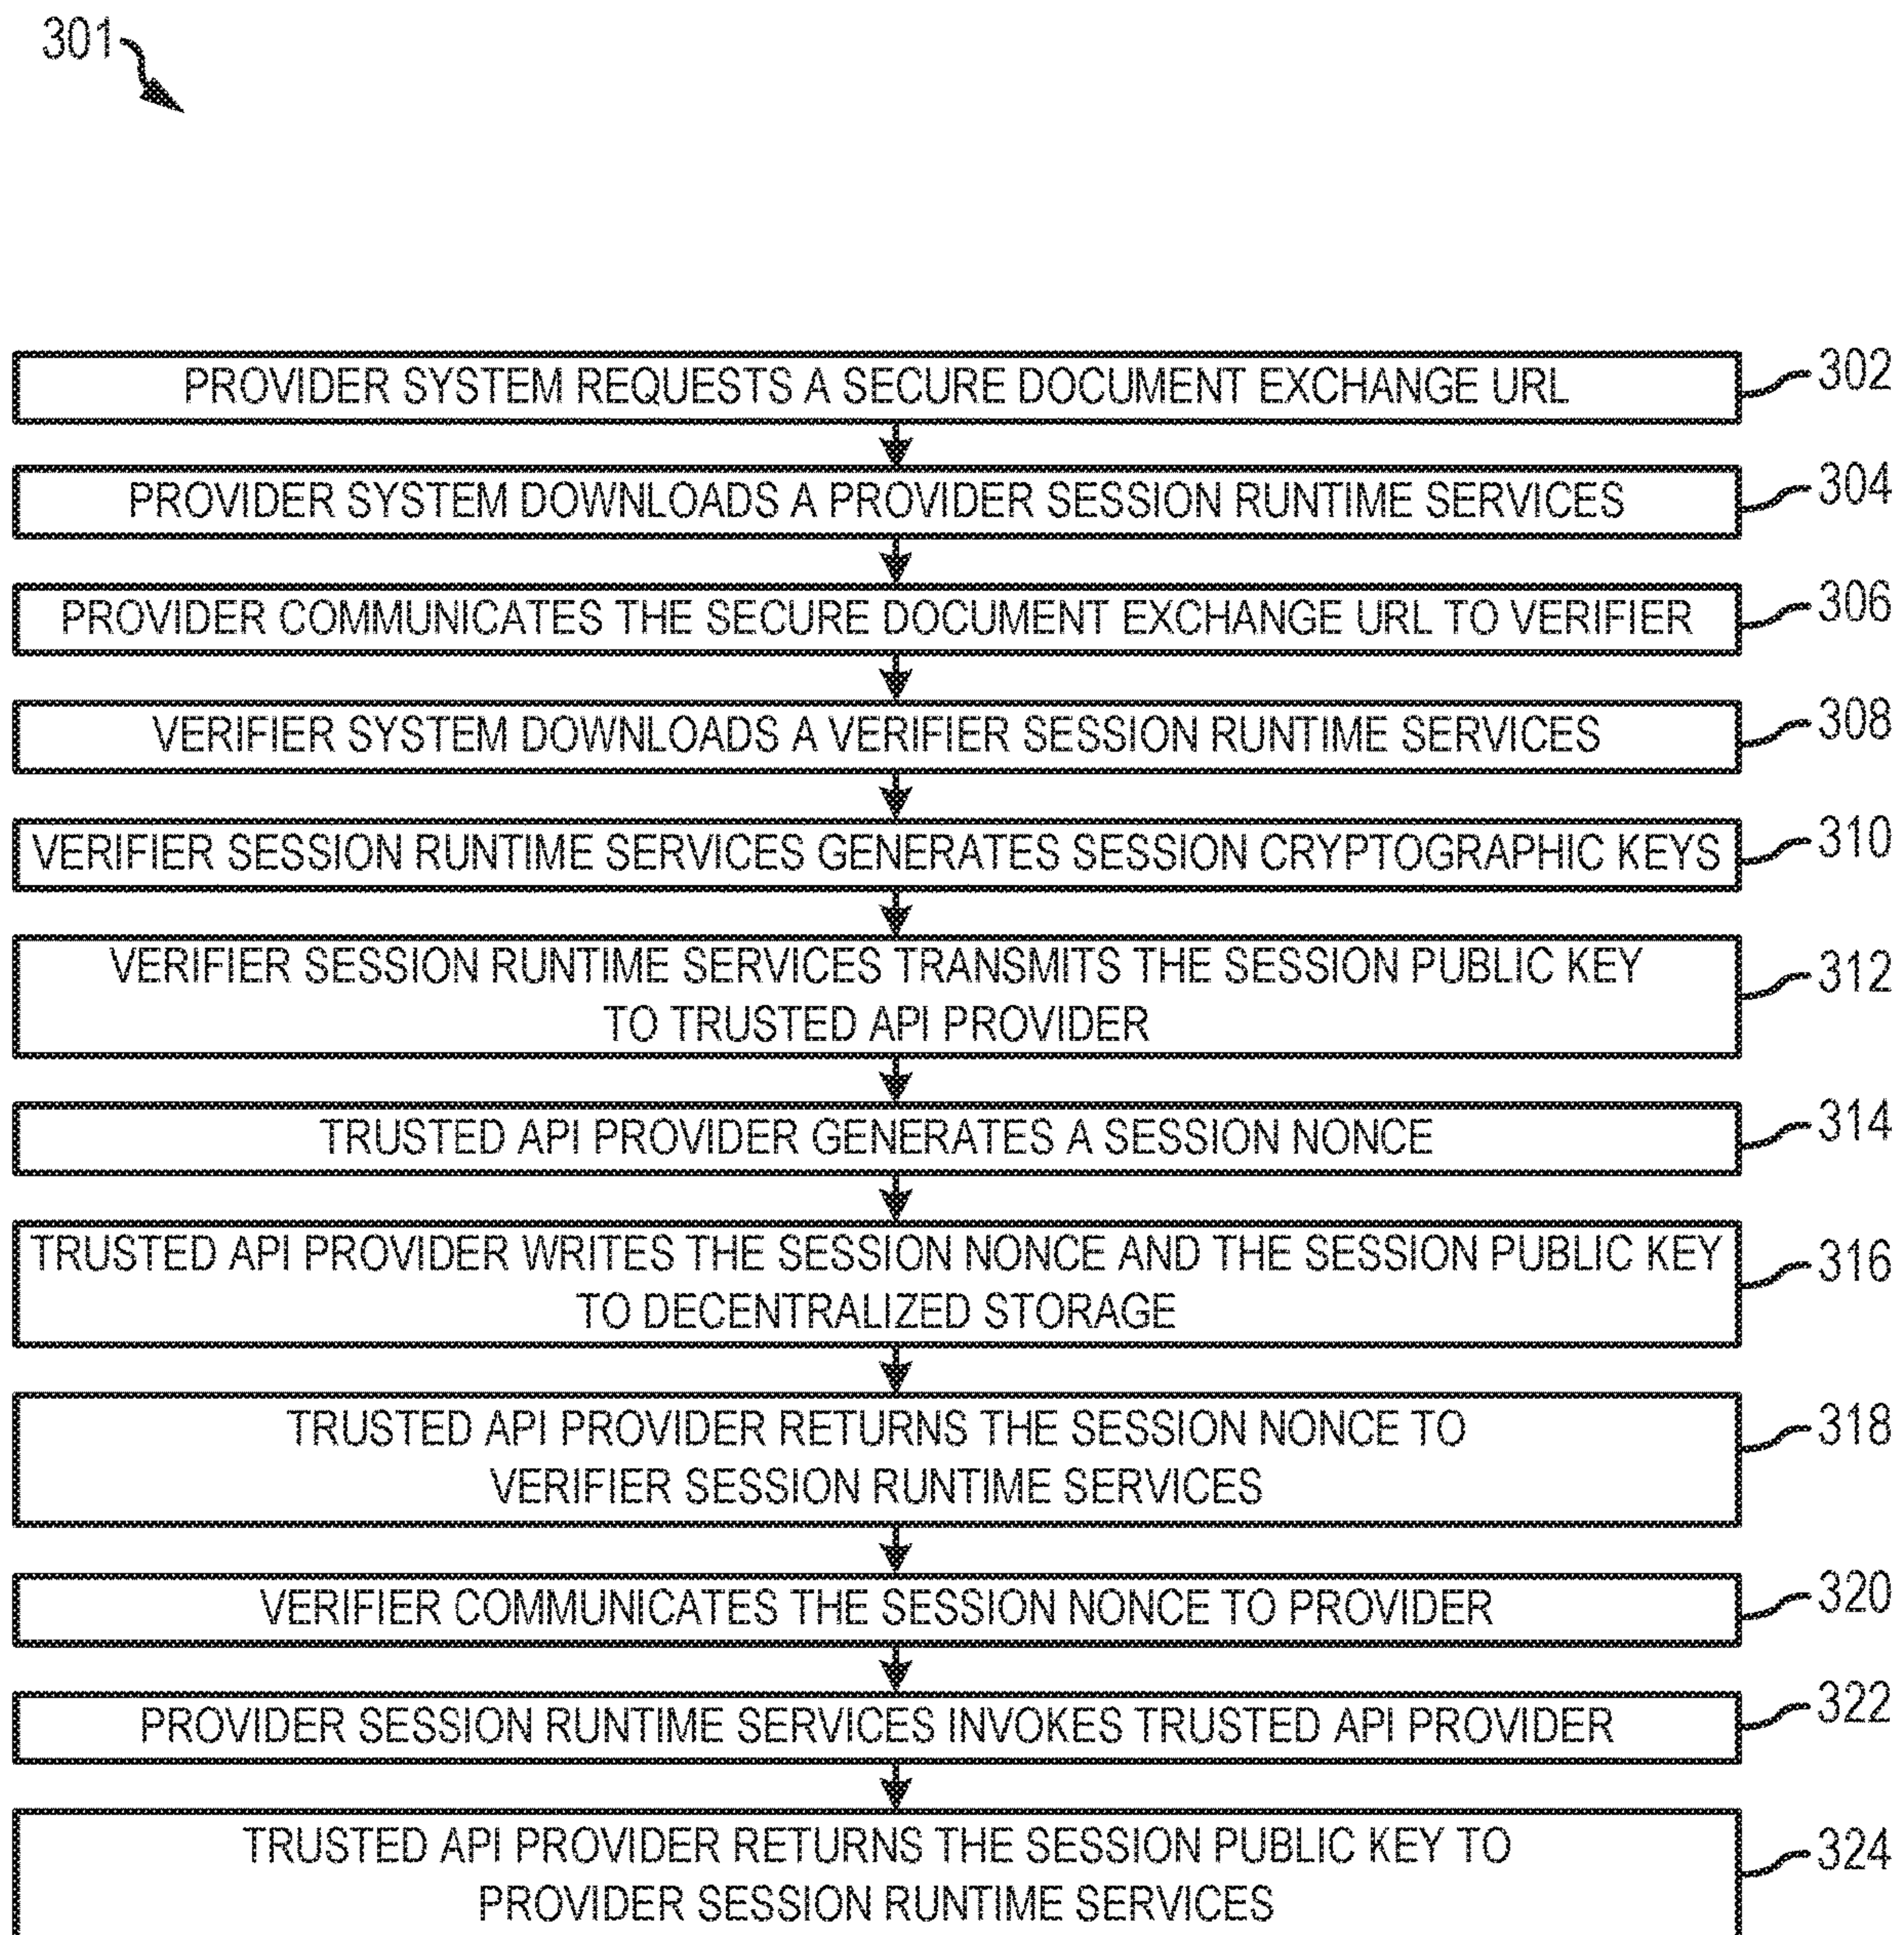 301
PROVIDER SYSTEM REQUESTS A SECURE DOCUMENT EXCHANGE URL
302
PROVIDER SYSTEM DOWNLOADS A PROVIDER SESSION RUNTIME SERVICES
304
PROVIDER COMMUNICATES THE SECURE DOCUMENT EXCHANGE URL TO VERIFIER
306
VERIFIER SYSTEM DOWNLOADS A VERIFIER SESSION RUNTIME SERVICES
308
VERIFIER SESSION RUNTIME SERVICES GENERATES SESSION CRYPTOGRAPHIC KEYS
310
VERIFIER SESSION RUNTIME SERVICES TRANSMITS THE SESSION PUBLIC KEY
TO TRUSTED API PROVIDER
312
TRUSTED API PROVIDER GENERATES A SESSION NONCE
314
TRUSTED API PROVIDER WRITES THE SESSION NONCE AND THE SESSION PUBLIC KEY
TO DECENTRALIZED STORAGE
316
TRUSTED API PROVIDER RETURNS THE SESSION NONCE TO
VERIFIER SESSION RUNTIME SERVICES
318
VERIFIER COMMUNICATES THE SESSION NONCE TO PROVIDER
320
PROVIDER SESSION RUNTIME SERVICES INVOKES TRUSTED API PROVIDER
322
TRUSTED API PROVIDER RETURNS THE SESSION PUBLIC KEY TO
PROVIDER SESSION RUNTIME SERVICES
324